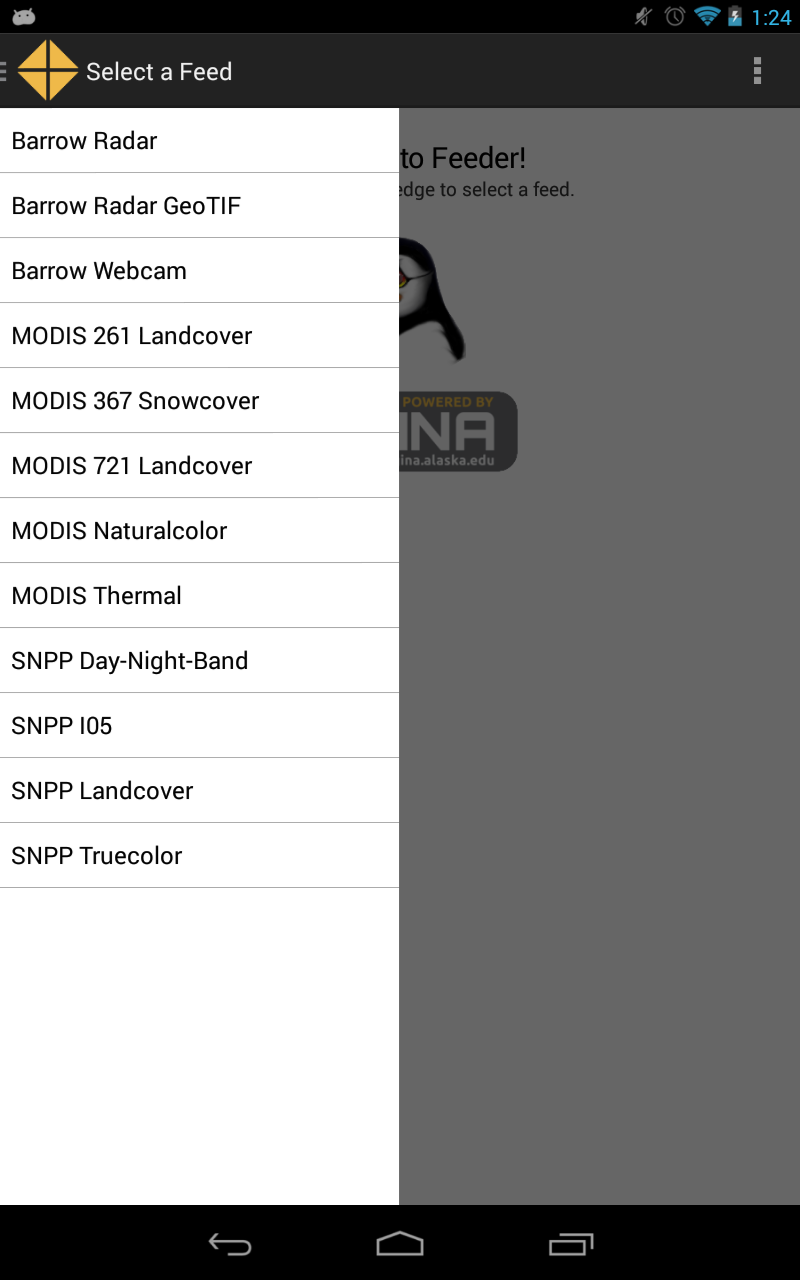 1:24
Select a Feed
to Feeder!
edge to select a feed.
Barrow Radar
Barrow Radar GeoTIF
Barrow Webcam
MODIS 261 Landcover
MODIS 367 Snowcover
MODIS 721 Landcover
MODIS Naturalcolor
MODIS Thermal
SNPP Day-Night-Band
SNPP I05
SNPP Landcover
SNPP Truecolor
POWERED BY
INA
ina.alaska.edu